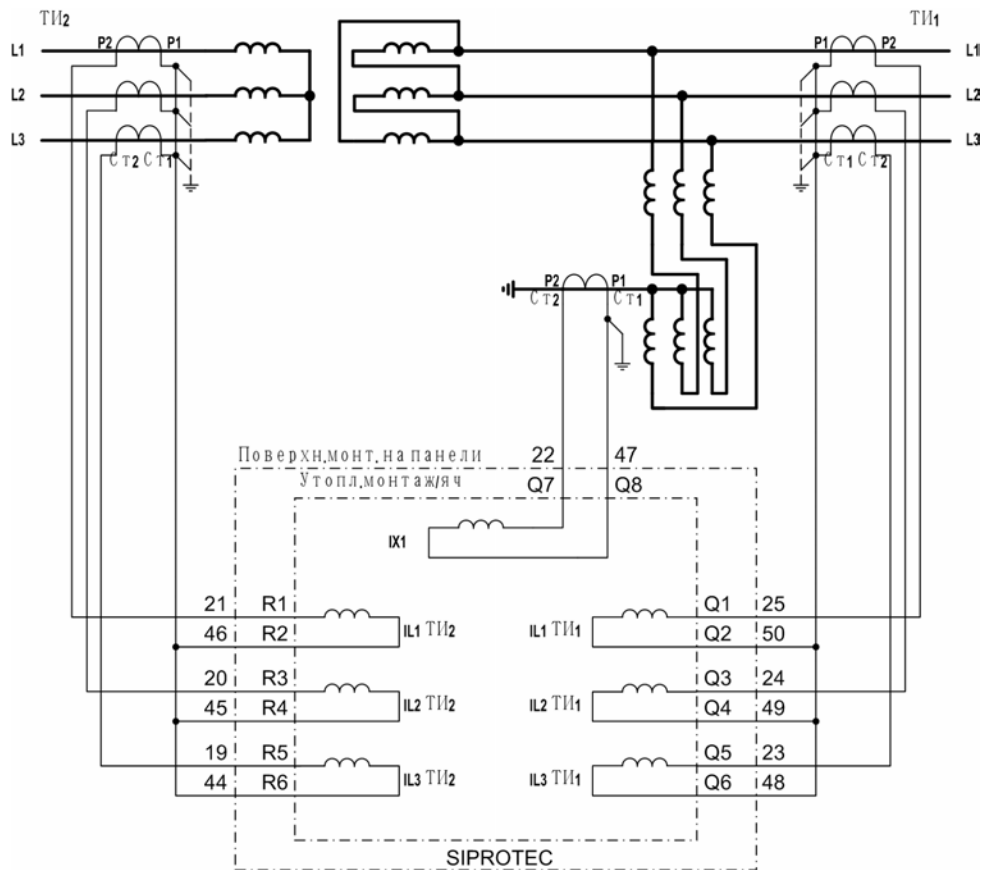 ТИ2 ТИ1
P2 P1 P1 P2
L1 L1
L2 L2
L3 L3
Ст2 Ст1 Ст1 Ст2
P2 P1
Ст2 Ст1
Поверхн,монт, на панели 22 47
Утопл,монтаж/яч Q7 Q8
IX1
21 R1 Q1 25
IL1 ТИ2 IL1 ТИ1
46 R2 Q2 50
20 R3 Q3 24
IL2 ТИ2 IL2 ТИ1
45 R4 Q4 49
19 R5 Q5 23
IL3 ТИ2 IL3 ТИ1
44 R6 Q6 48
SIPROTEC